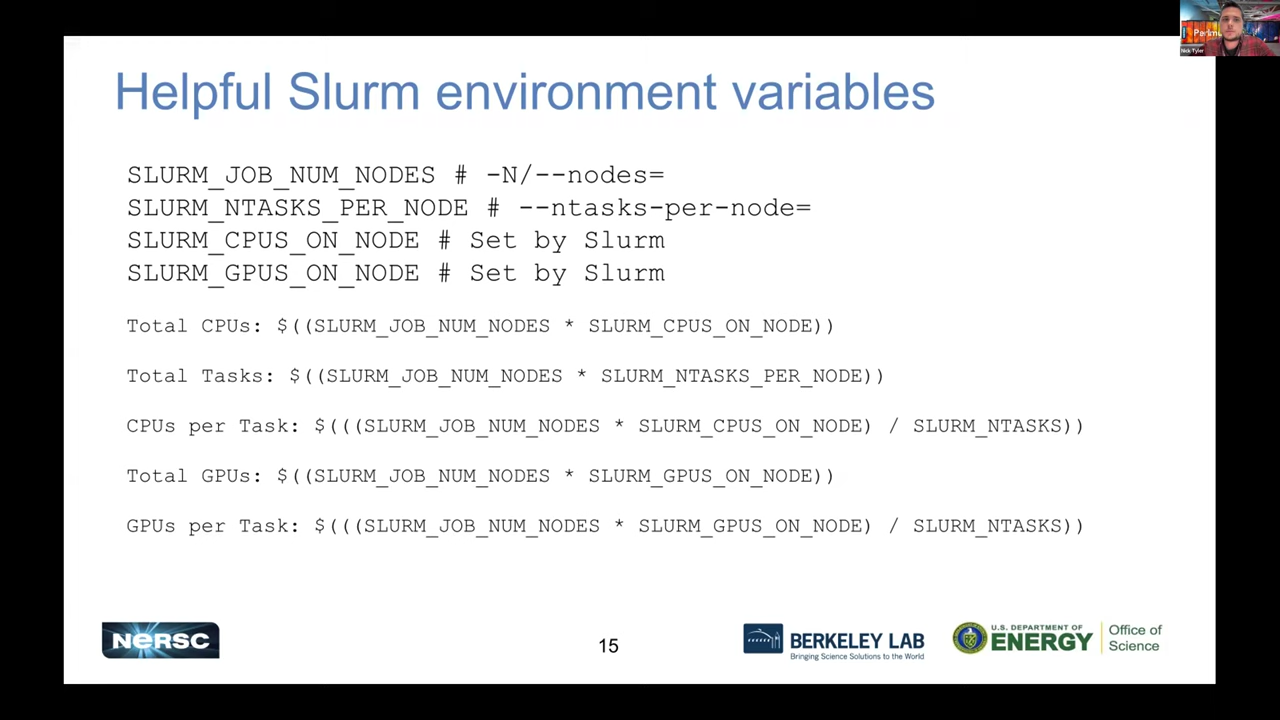 Helpful Slurm environment variables
SLURM_JOB_NUM_NODES # -N/--nodes=
SLURM_NTASKS_PER_NODE # --ntasks-per-node=
SLURM_CPUS_ON_NODE # Set by Slurm
SLURM_GPUS_ON_NODE # Set by Slurm
Total CPUs: $((SLURM_JOB_NUM_NODES * SLURM_CPUS_ON_NODE))
Total Tasks: $((SLURM_JOB_NUM_NODES * SLURM_NTASKS_PER_NODE))
CPUs per Task: $(((SLURM_JOB_NUM_NODES * SLURM_CPUS_ON_NODE) / SLURM_NTASKS))
Total GPUs: $((SLURM_JOB_NUM_NODES * SLURM_GPUS_ON_NODE))
GPUs per Task: $(((SLURM_JOB_NUM_NODES * SLURM_GPUS_ON_NODE) / SLURM_NTASKS))
NERSC
15
BERKELEY LAB
Bringing Science Solutions to the World
U.S. DEPARTMENT OF
ENERGY
Office of
Science
Nick Tyler